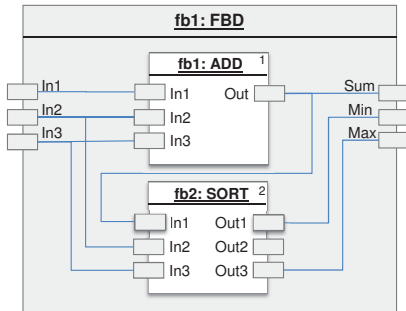 fb1: FBD
fb1: ADD 1
In1 Sum
In1 Out
In2 Min
In2
In3 Max
In3
fb2: SORT 2
In1 Out1
In2 Out2
In3 Out3